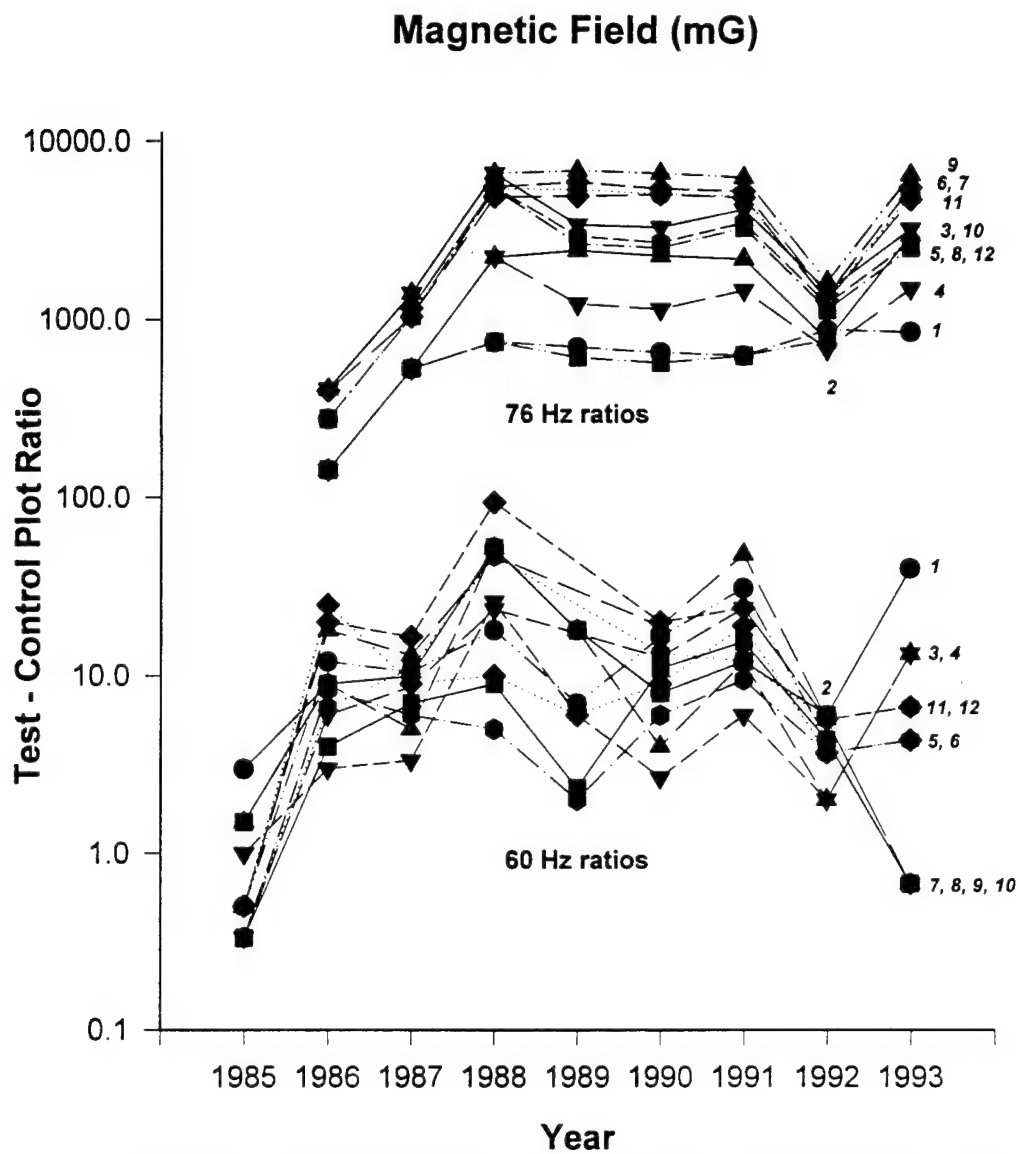 Magnetic Field (mG)
10000.0
1000.0
100.0
10.0
1.0
0.1
Test - Control Plot Ratio
9
6, 7
11
3, 10
5, 8, 12
4
1
2
76 Hz ratios
1
3, 4
2
11, 12
5, 6
7, 8, 9, 10
60 Hz ratios
1985 1986 1987 1988 1989 1990 1991 1992 1993
Year